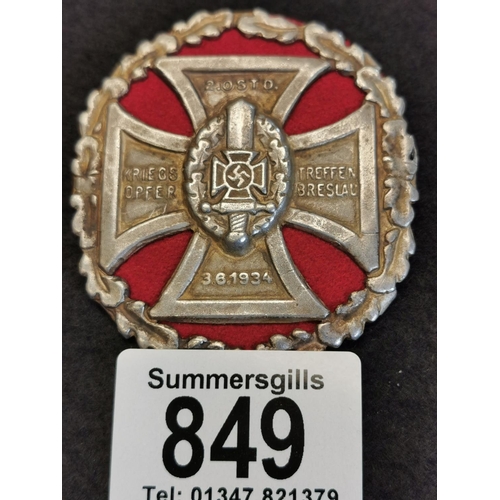 2.OSTD.
KRIEGS
OPFER
TREFFEN
BRESLAU
3.6.1934
Summersgills
849
Tel: 01347 821379